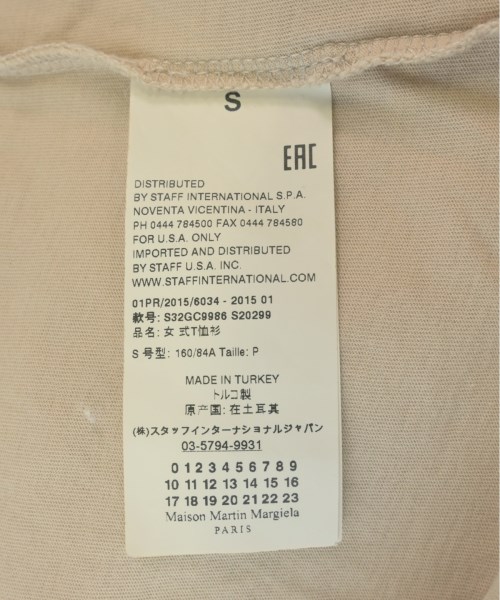 S
EAC
DISTRIBUTED
BY STAFF INTERNATIONAL S.P.A.
NOVENTA VICENTINA - ITALY
PH 0444 784500 FAX 0444 784580
FOR U.S.A. ONLY
IMPORTED AND DISTRIBUTED
BY STAFF U.S.A. INC.
WWW.STAFFINTERNATIONAL.COM
01PR/2015/6034 - 2015 01
款号: S32GC9986 S20299
品名: 女 式T恤衫
S 号型: 160/84A Taille: P
MADE IN TURKEY
トルコ製
原产国: 在土耳其
(株)スタッフインターナショナルジャパン
03-5794-9931
0 1 2 3 4 5 6 7 8 9
10 11 12 13 14 15 16
17 18 19 20 21 22 23
Maison Martin Margiela
PARIS